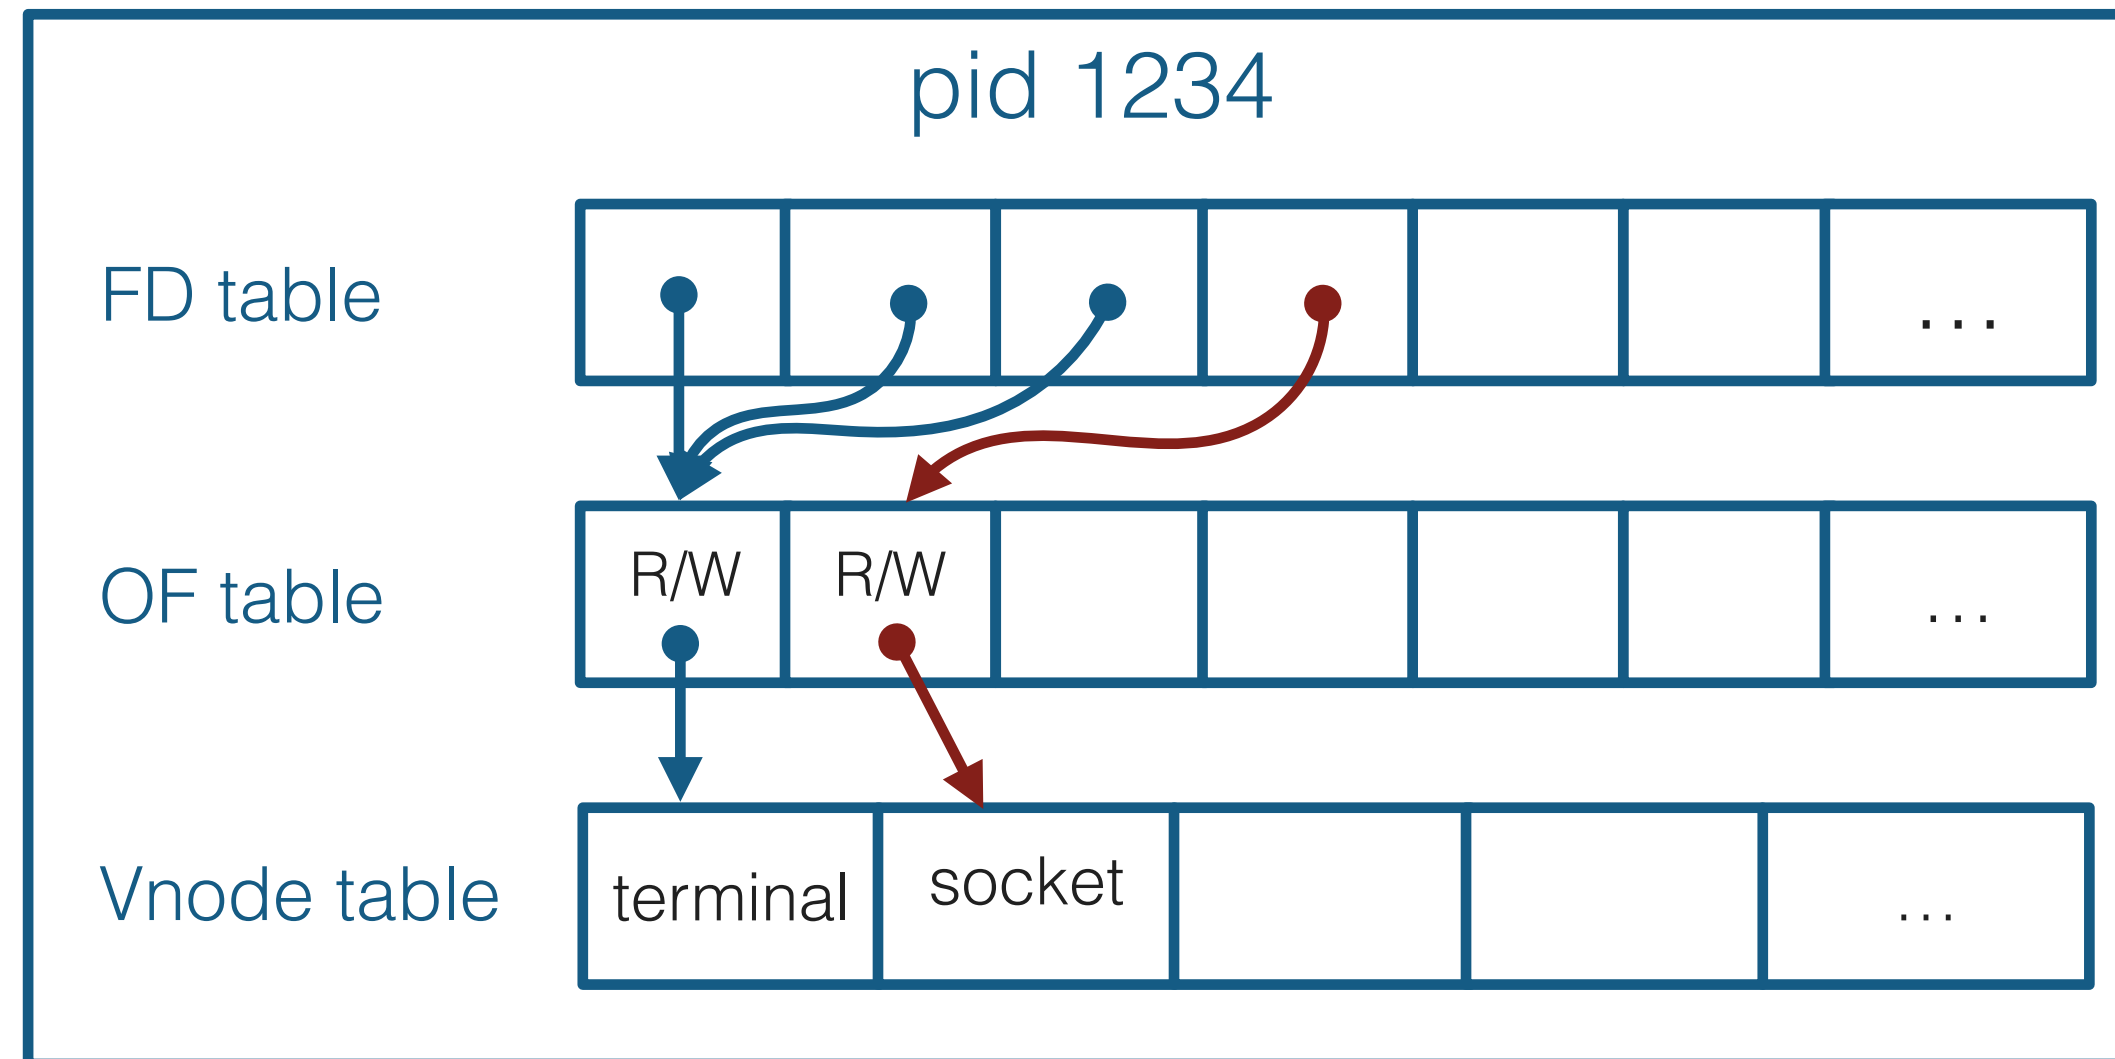 pid 1234
FD table
...
R/W R/W
OF table
...
Vnode table
terminal socket
...